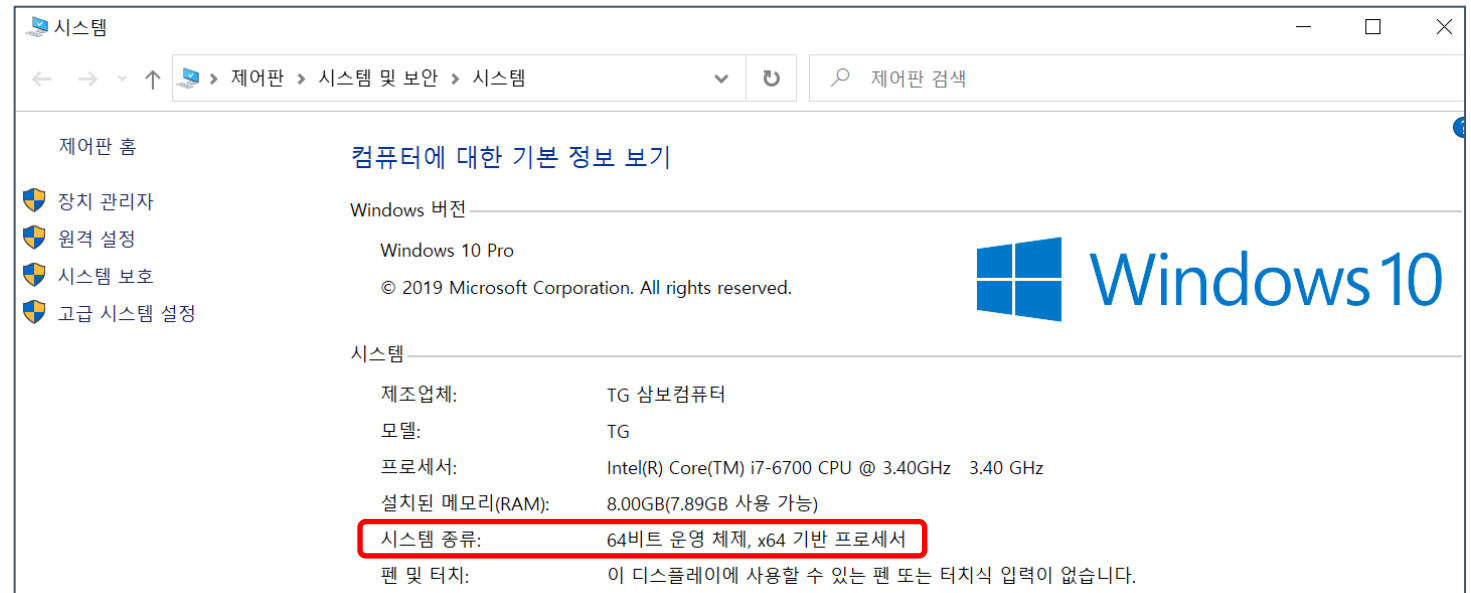 시스템
제어판 > 시스템 및 보안 > 시스템
제어판 검색
제어판 홈
장치 관리자
원격 설정
시스템 보호
고급 시스템 설정
컴퓨터에 대한 기본 정보 보기
Windows 버전
Windows 10 Pro
© 2019 Microsoft Corporation. All rights reserved.
Windows 10
시스템
제조업체: TG 삼보컴퓨터
모델: TG
프로세서: Intel(R) Core(TM) i7-6700 CPU @ 3.40GHz 3.40 GHz
설치된 메모리(RAM): 8.00GB(7.89GB 사용 가능)
시스템 종류: 64비트 운영 체제, x64 기반 프로세서
펜 및 터치: 이 디스플레이에 사용할 수 있는 펜 또는 터치식 입력이 없습니다.